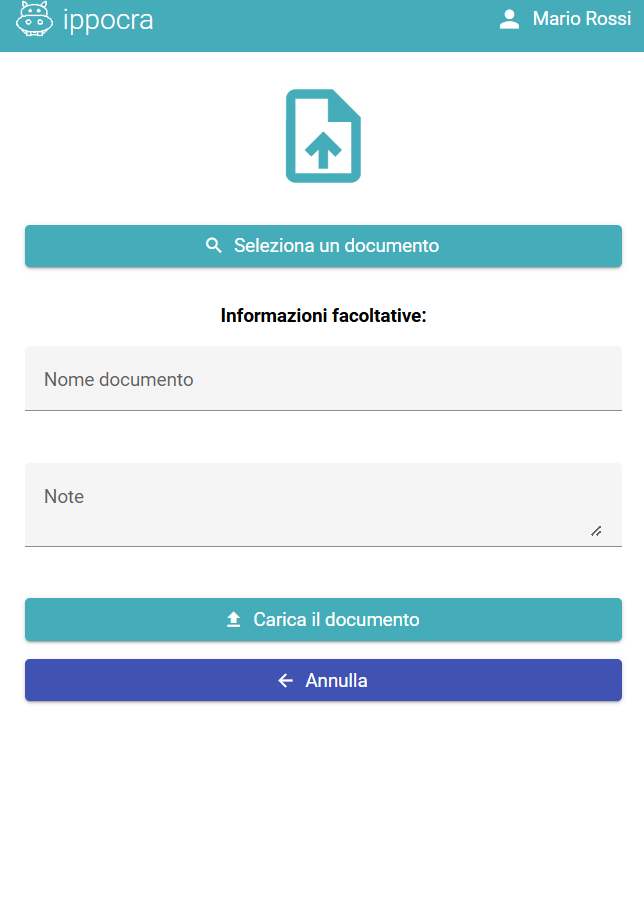 ippocra
Mario Rossi
Seleziona un documento
Informazioni facoltative:
Nome documento
Note
Carica il documento
Annulla